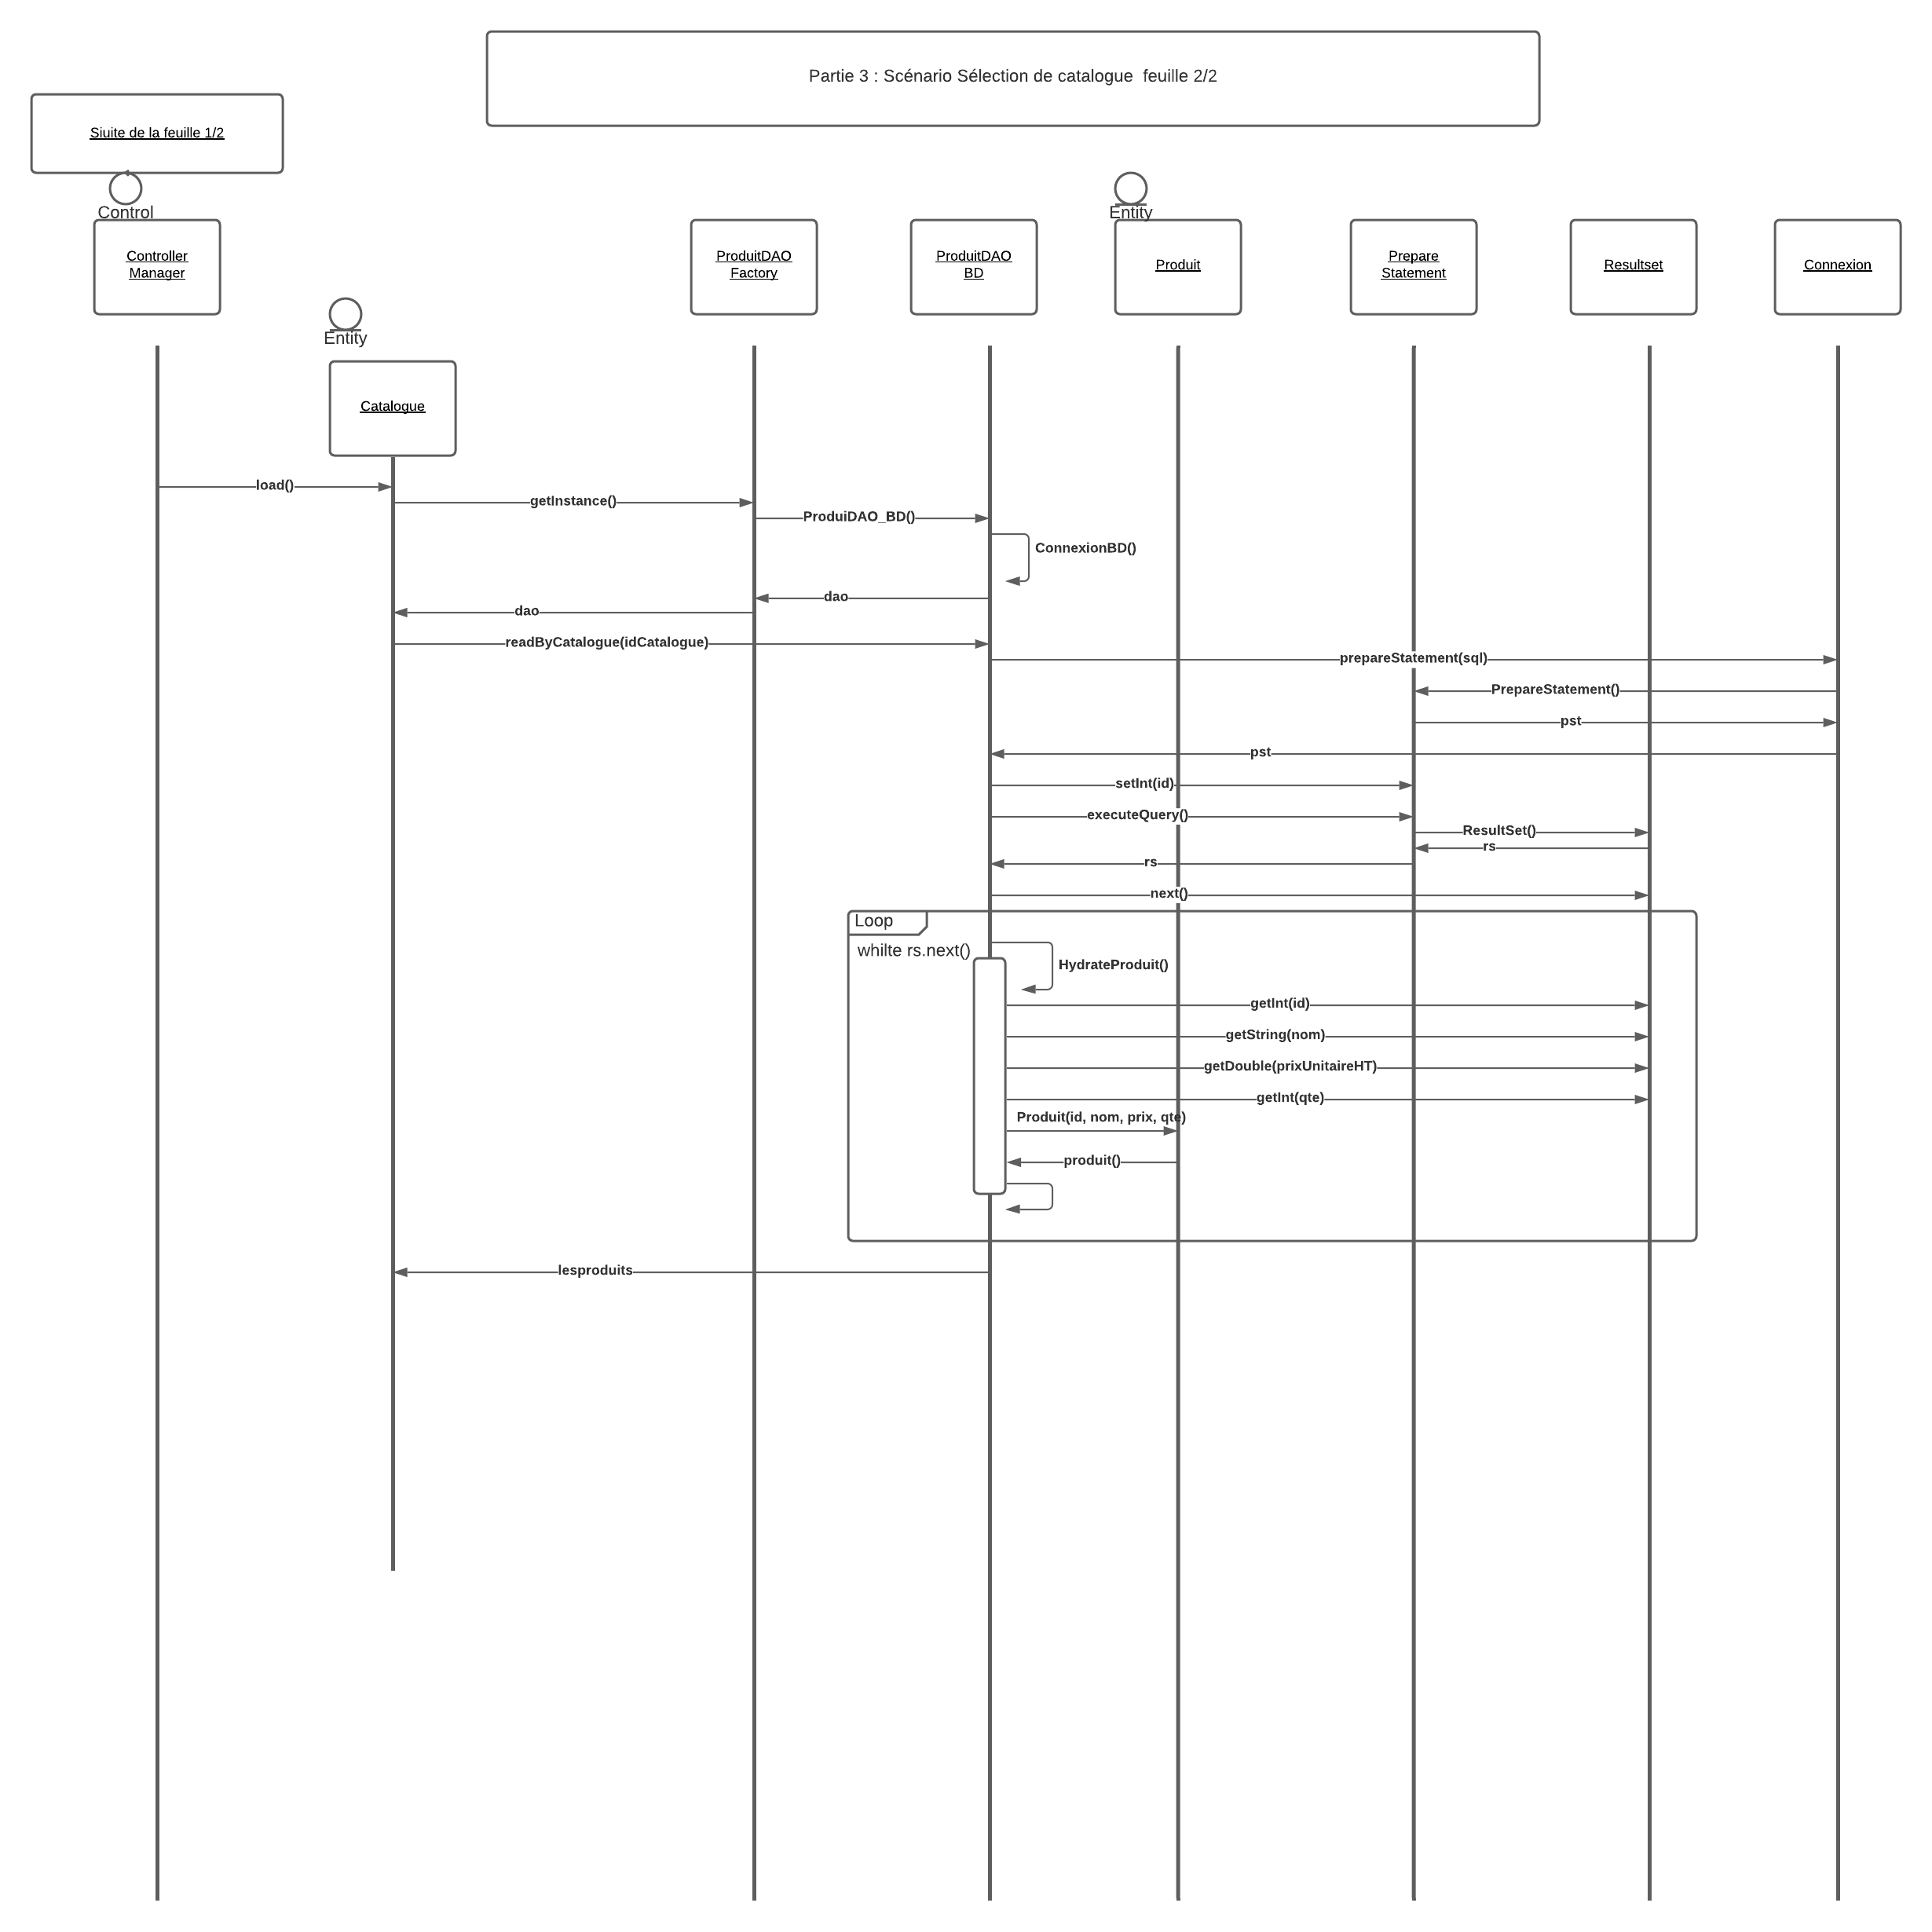 Partie 3 : Scénario Sélection de catalogue  feuille 2/2
Siuite de la feuille 1/2
Control
Entity
Controller
Manager
ProduitDAO
Factory
ProduitDAO
BD
Produit
Prepare
Statement
Resultset
Connexion
Entity
Catalogue
load()
getInstance()
ProduiDAO_BD()
ConnexionBD()
dao
dao
readByCatalogue(idCatalogue)
prepareStatement(sql)
PrepareStatement()
pst
pst
setInt(id)
executeQuery()
ResultSet()
rs
rs
next()
Loop
whilte rs.next()
HydrateProduit()
getInt(id)
getString(nom)
getDouble(prixUnitaireHT)
getInt(qte)
Produit(id, nom, prix, qte)
produit()
lesproduits